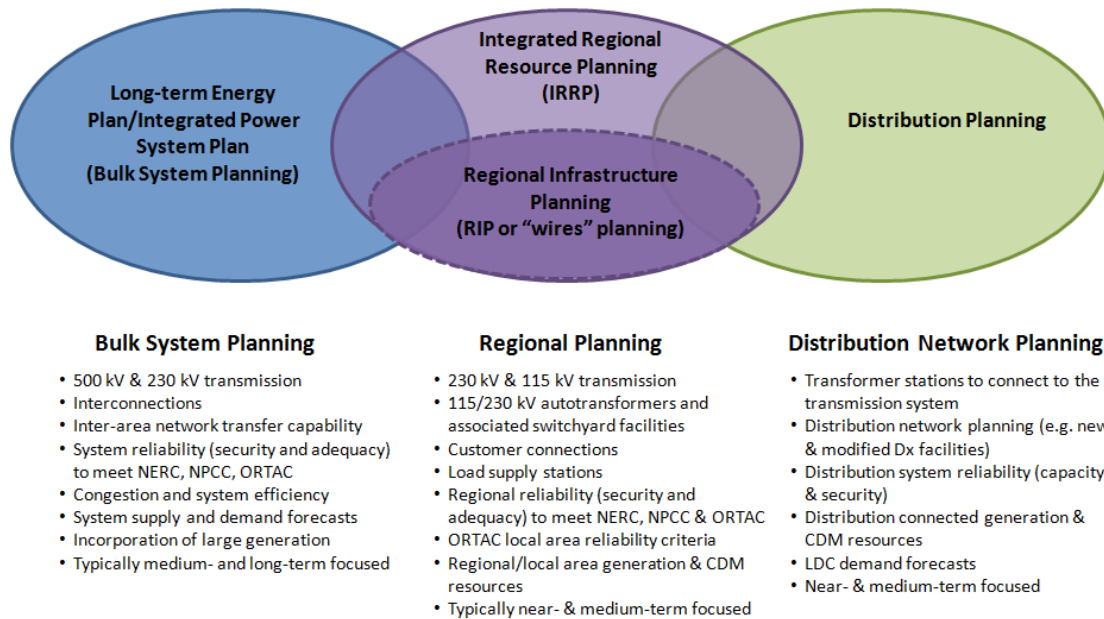 Long-term Energy
Plan/Integrated Power
System Plan
(Bulk System Planning)
Integrated Regional
Resource Planning
(IRRP)
Regional Infrastructure
Planning
(RIP or “wires” planning)
Distribution Planning
Bulk System Planning
• 500 kV & 230 kV transmission
• Interconnections
• Inter-area network transfer capability
• System reliability (security and adequacy)
to meet NERC, NPCC, ORTAC
• Congestion and system efficiency
• System supply and demand forecasts
• Incorporation of large generation
• Typically medium- and long-term focused
Regional Planning
• 230 kV & 115 kV transmission
• 115/230 kV autotransformers and
associated switchyard facilities
• Customer connections
• Load supply stations
• Regional reliability (security and
adequacy) to meet NERC, NPCC & ORTAC
• ORTAC local area reliability criteria
• Regional/local area generation & CDM
resources
• Typically near- & medium-term focused
Distribution Network Planning
• Transformer stations to connect to the
transmission system
• Distribution network planning (e.g. new
& modified Dx facilities)
• Distribution system reliability (capacity
& security)
• Distribution connected generation &
CDM resources
• LDC demand forecasts
• Near- & medium-term focused